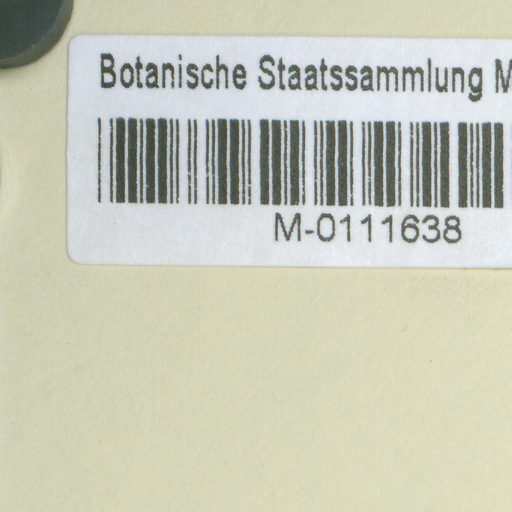 Botanische Staatssammlung M
M-0111638